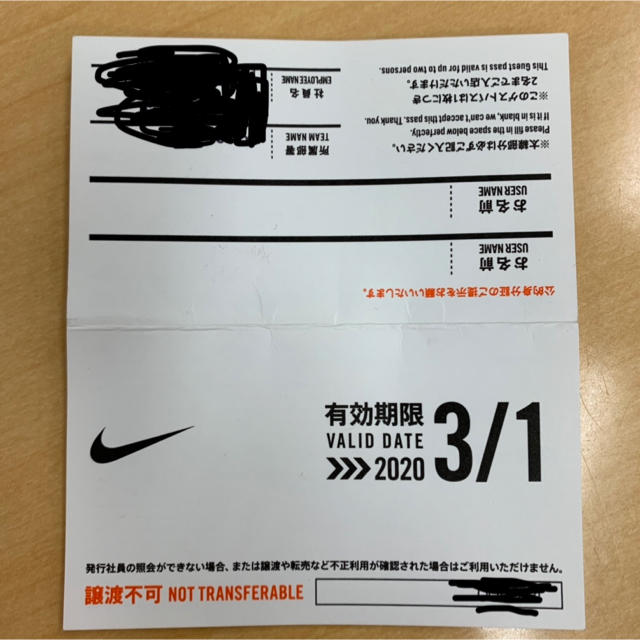 有効期限
VALID DATE
>>> 2020
3/1
発行社員の照会ができない場合、または譲渡や転売など不正利用が確認された場合はご利用いただけません。
譲渡不可 NOT TRANSFERABLE
公的身分証のご提示をお願いいたします。
お名前
USER NAME
お名前
USER NAME
※太線部分は必ずご記入ください。
Please fill in the space below perfectly.
If it is in blank, we can't accept this pass. Thank you.
※このゲストパスは1枚につき
2名までご入店いただけます。
This Guest pass is valid for up to two persons.
所属部署
TEAM NAME
社員名
EMPLOYEE NAME